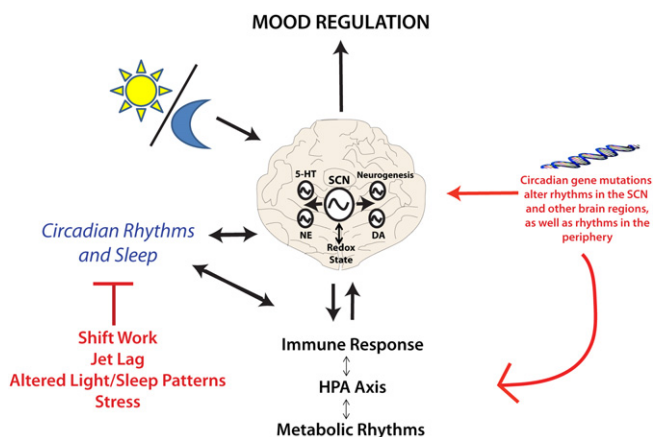 MOOD REGULATION
5-HT
SCN
Neurogenesis
NE
DA
Redox
State
Circadian gene mutations
alter rhythms in the SCN
and other brain regions,
as well as rhythms in the
periphery
Circadian Rhythms
and Sleep
Shift Work
Jet Lag
Altered Light/Sleep Patterns
Stress
Immune Response
HPA Axis
Metabolic Rhythms